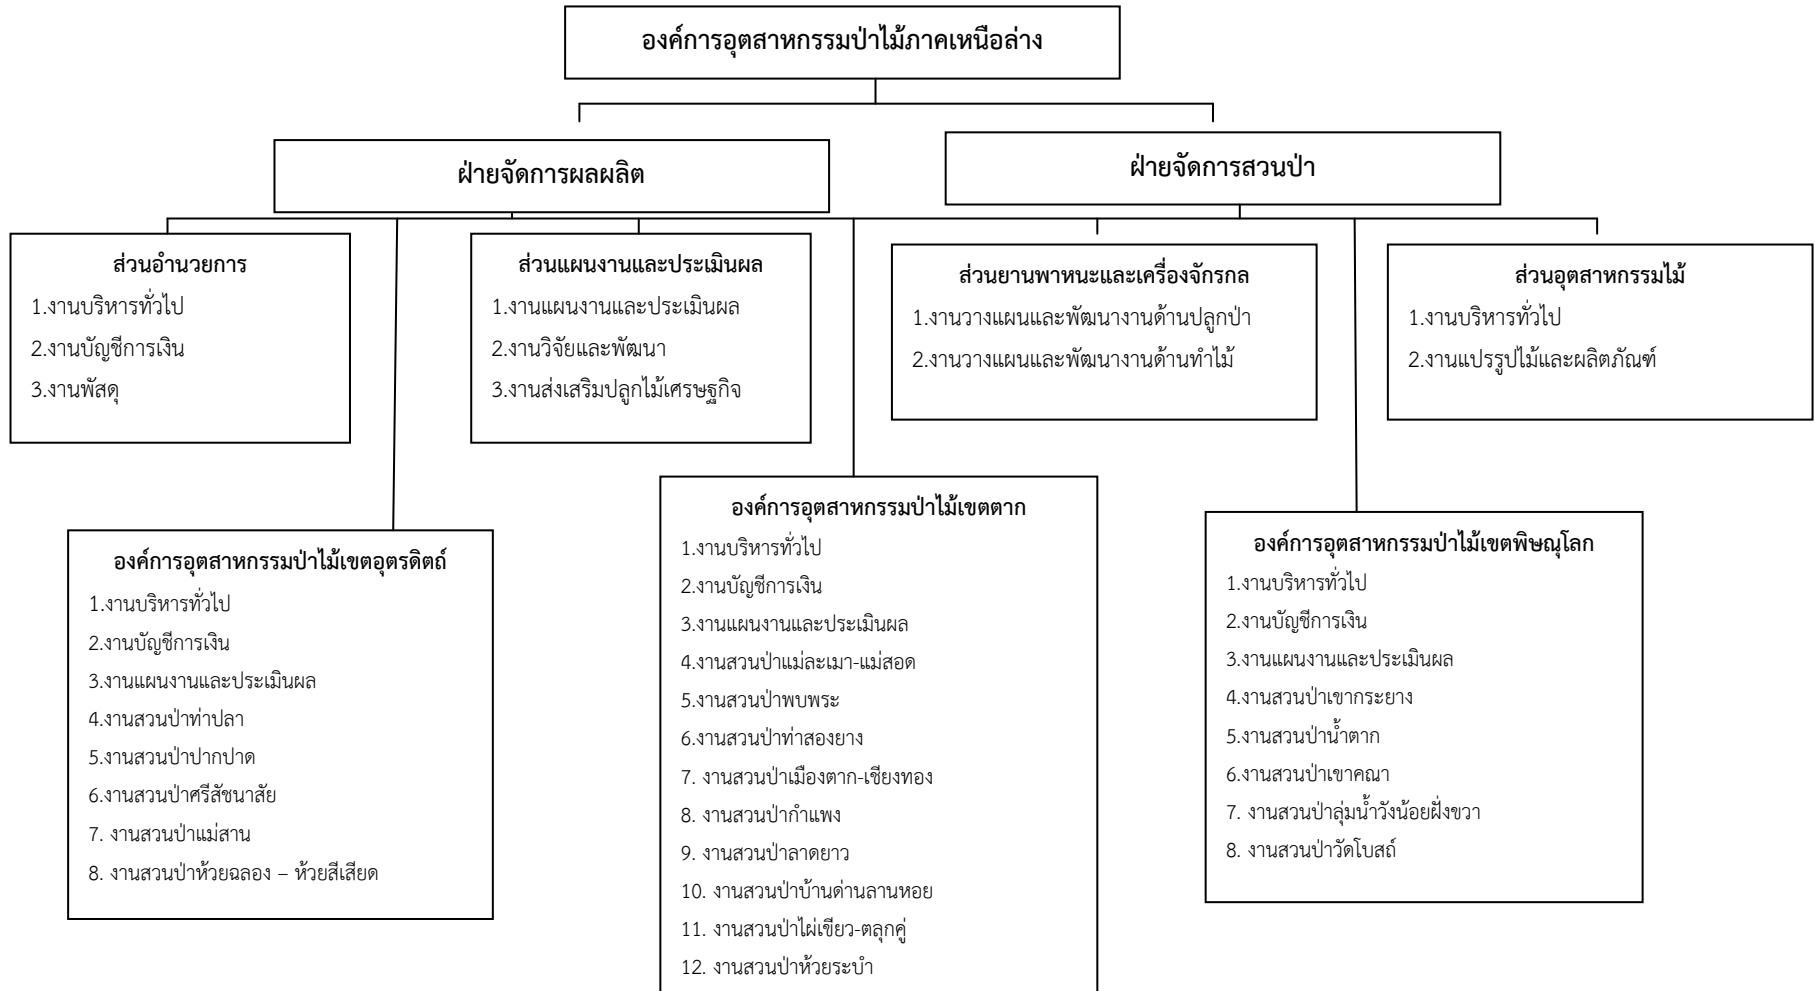 องค์การอุตสาหกรรมป่าไม้ภาคเหนือล่าง
ฝ่ายจัดการผลผลิต
ฝ่ายจัดการสวนป่า
ส่วนอำนวยการ
1.งานบริหารทั่วไป
2.งานบัญชีการเงิน
3.งานพัสดุ
ส่วนแผนงานและประเมินผล
1.งานแผนงานและประเมินผล
2.งานวิจัยและพัฒนา
3.งานส่งเสริมปลูกไม้เศรษฐกิจ
ส่วนยานพาหนะและเครื่องจักรกล
1.งานวางแผนและพัฒนางานด้านปลูกป่า
2.งานวางแผนและพัฒนางานด้านทำไม้
ส่วนอุตสาหกรรมไม้
1.งานบริหารทั่วไป
2.งานแปรรูปไม้และผลิตภัณฑ์
องค์การอุตสาหกรรมป่าไม้เขตอุตรดิตถ์
1.งานบริหารทั่วไป
2.งานบัญชีการเงิน
3.งานแผนงานและประเมินผล
4.งานสวนป่าท่าปลา
5.งานสวนป่าปากปาด
6.งานสวนป่าศรีสัชนาสัย
7. งานสวนป่าแม่สาน
8. งานสวนป่าห้วยฉลอง – ห้วยสีเสียด
องค์การอุตสาหกรรมป่าไม้เขตตาก
1.งานบริหารทั่วไป
2.งานบัญชีการเงิน
3.งานแผนงานและประเมินผล
4.งานสวนป่าแม่ละเมา-แม่สอด
5.งานสวนป่าพบพระ
6.งานสวนป่าท่าสองยาง
7. งานสวนป่าเมืองตาก-เชียงทอง
8. งานสวนป่ากำแพง
9. งานสวนป่าลาดยาว
10. งานสวนป่าบ้านด่านลานหอย
11. งานสวนป่าไผ่เขียว-ตลุกคู่
12. งานสวนป่าห้วยระบำ
องค์การอุตสาหกรรมป่าไม้เขตพิษณุโลก
1.งานบริหารทั่วไป
2.งานบัญชีการเงิน
3.งานแผนงานและประเมินผล
4.งานสวนป่าเขากระยาง
5.งานสวนป่าน้ำตาก
6.งานสวนป่าเขาคณา
7. งานสวนป่าลุ่มน้ำวังน้อยฝั่งขวา
8. งานสวนป่าวัดโบสถ์